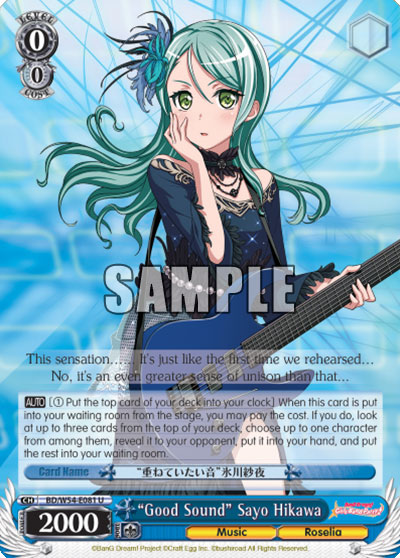 LEVEL
0
0
COST
SAMPLE
This sensation..... It's just like the first time we rehearsed...
No, it's an even greater sense of unison than that...
AUTO [① Put the top card of your deck into your clock] When this card is put
into your waiting room from the stage, you may pay the cost. If you do, look
at up to three cards from the top of your deck, choose up to one character
from among them, reveal it to your opponent, put it into your hand, and put
the rest into your waiting room.
Card Name
“重ねていたい音”氷川紗夜
CH BD/W54-E081 U
2000
“Good Sound” Sayo Hikawa
Music
Roselia
©BanG Dream! Project ©Craft Egg Inc. ©bushiroad All Rights Reserved.